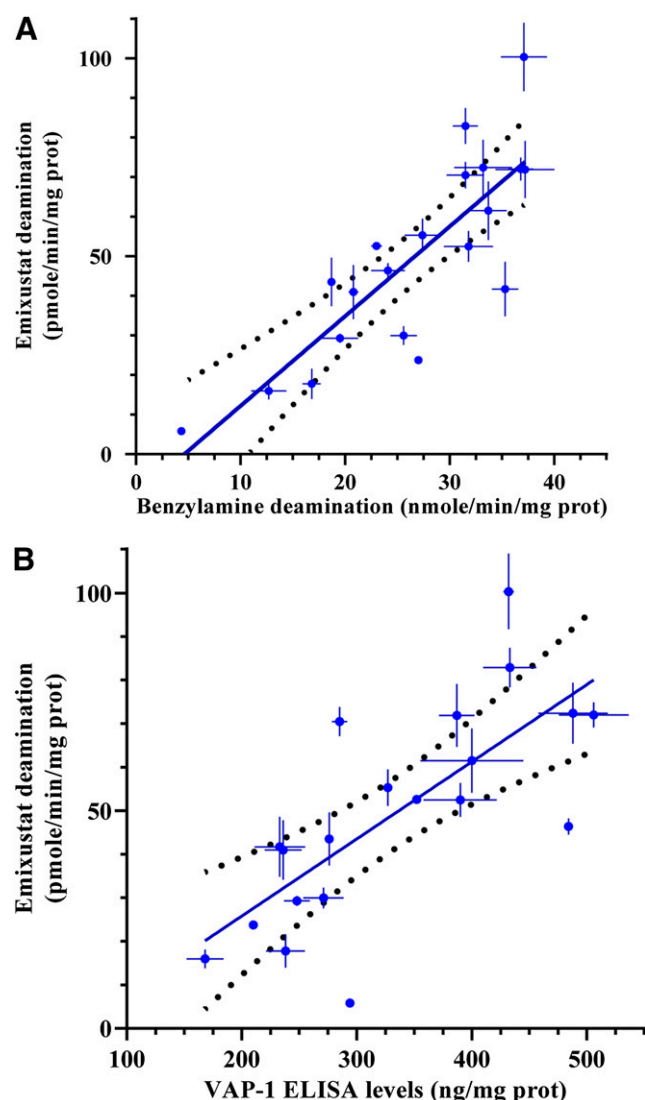 A
Emixustat deamination
(pmole/min/mg prot)
100
50
0
0 10 20 30 40
Benzylamine deamination (nmole/min/mg prot)
B
Emixustat deamination
(pmole/min/mg prot)
100
50
0
100 200 300 400 500
VAP-1 ELISA levels (ng/mg prot)